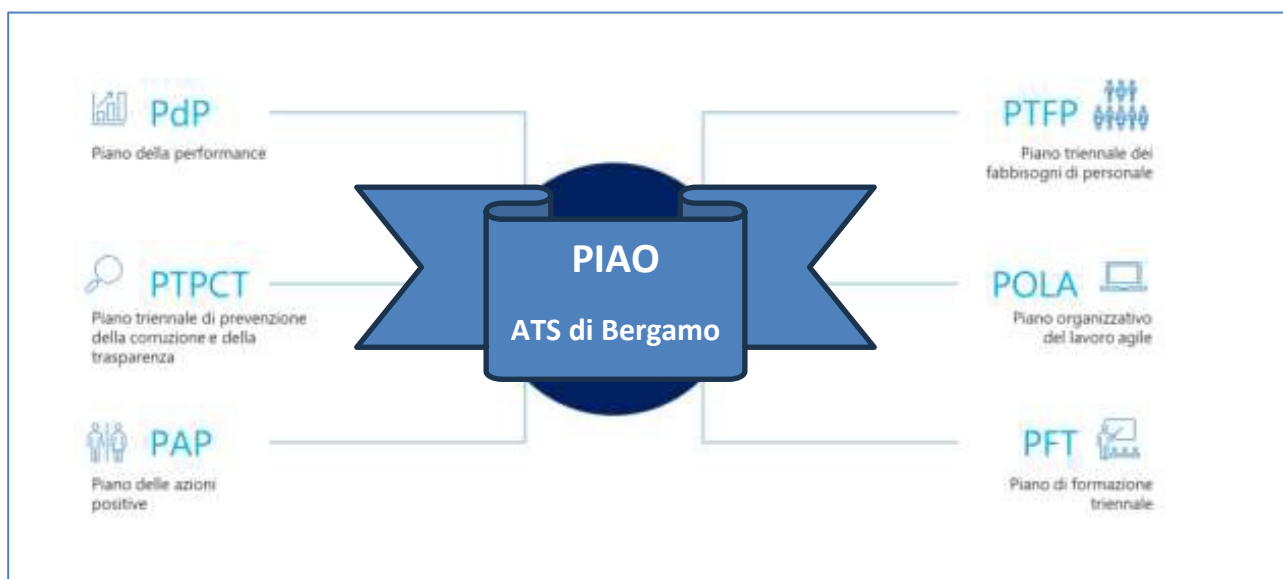 PdP
Piano della performance
PTPCT
Piano triennale di prevenzione
della corruzione e della
trasparenza
PAP
Piano delle azioni
positive
PIAO
ATS di Bergamo
PTFP
Piano triennale dei
fabbisogni di personale
POLA
Piano organizzativo
del lavoro agile
PFT
Piano di formazione
triennale